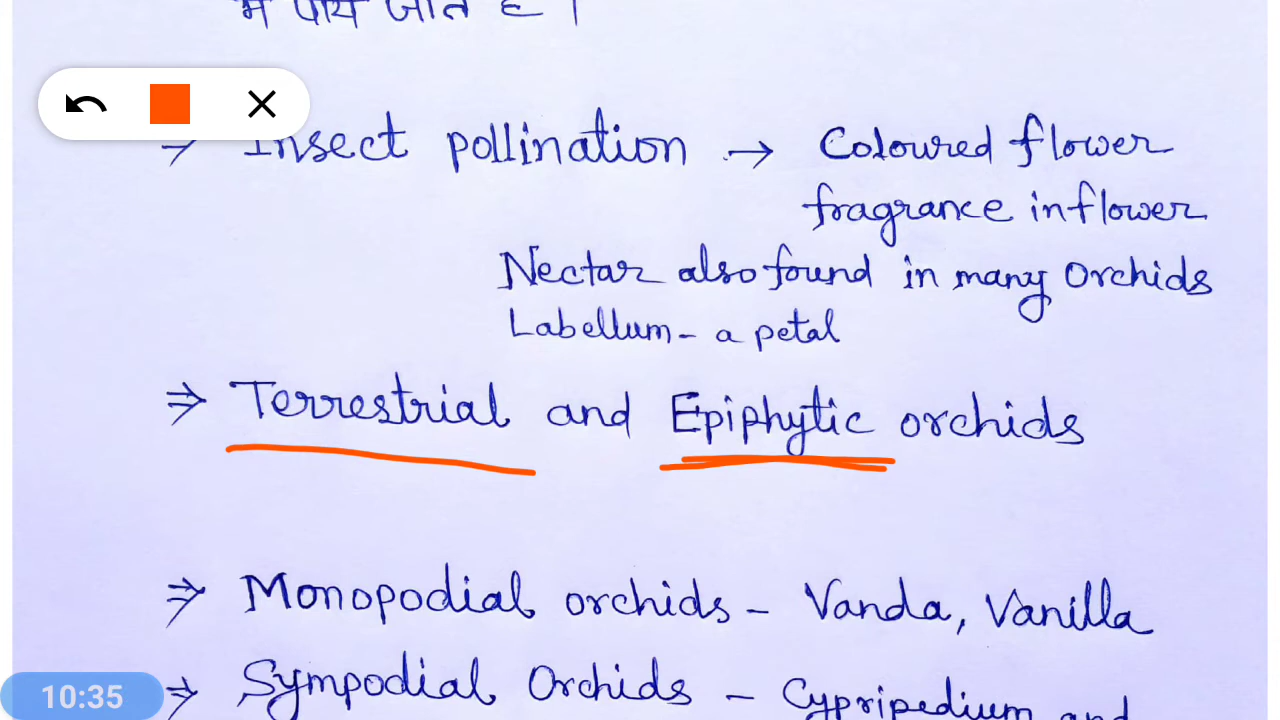 में पाये जाते है ।
⇒ Insect pollination → Coloured flower
fragrance in flower
Nectar also found in many Orchids
Labellum - a petal
⇒ Terrestrial and Epiphytic orchids
⇒ Monopodial orchids - Vanda, Vanilla
⇒ Sympodial Orchids - Cypripedium and
10:35